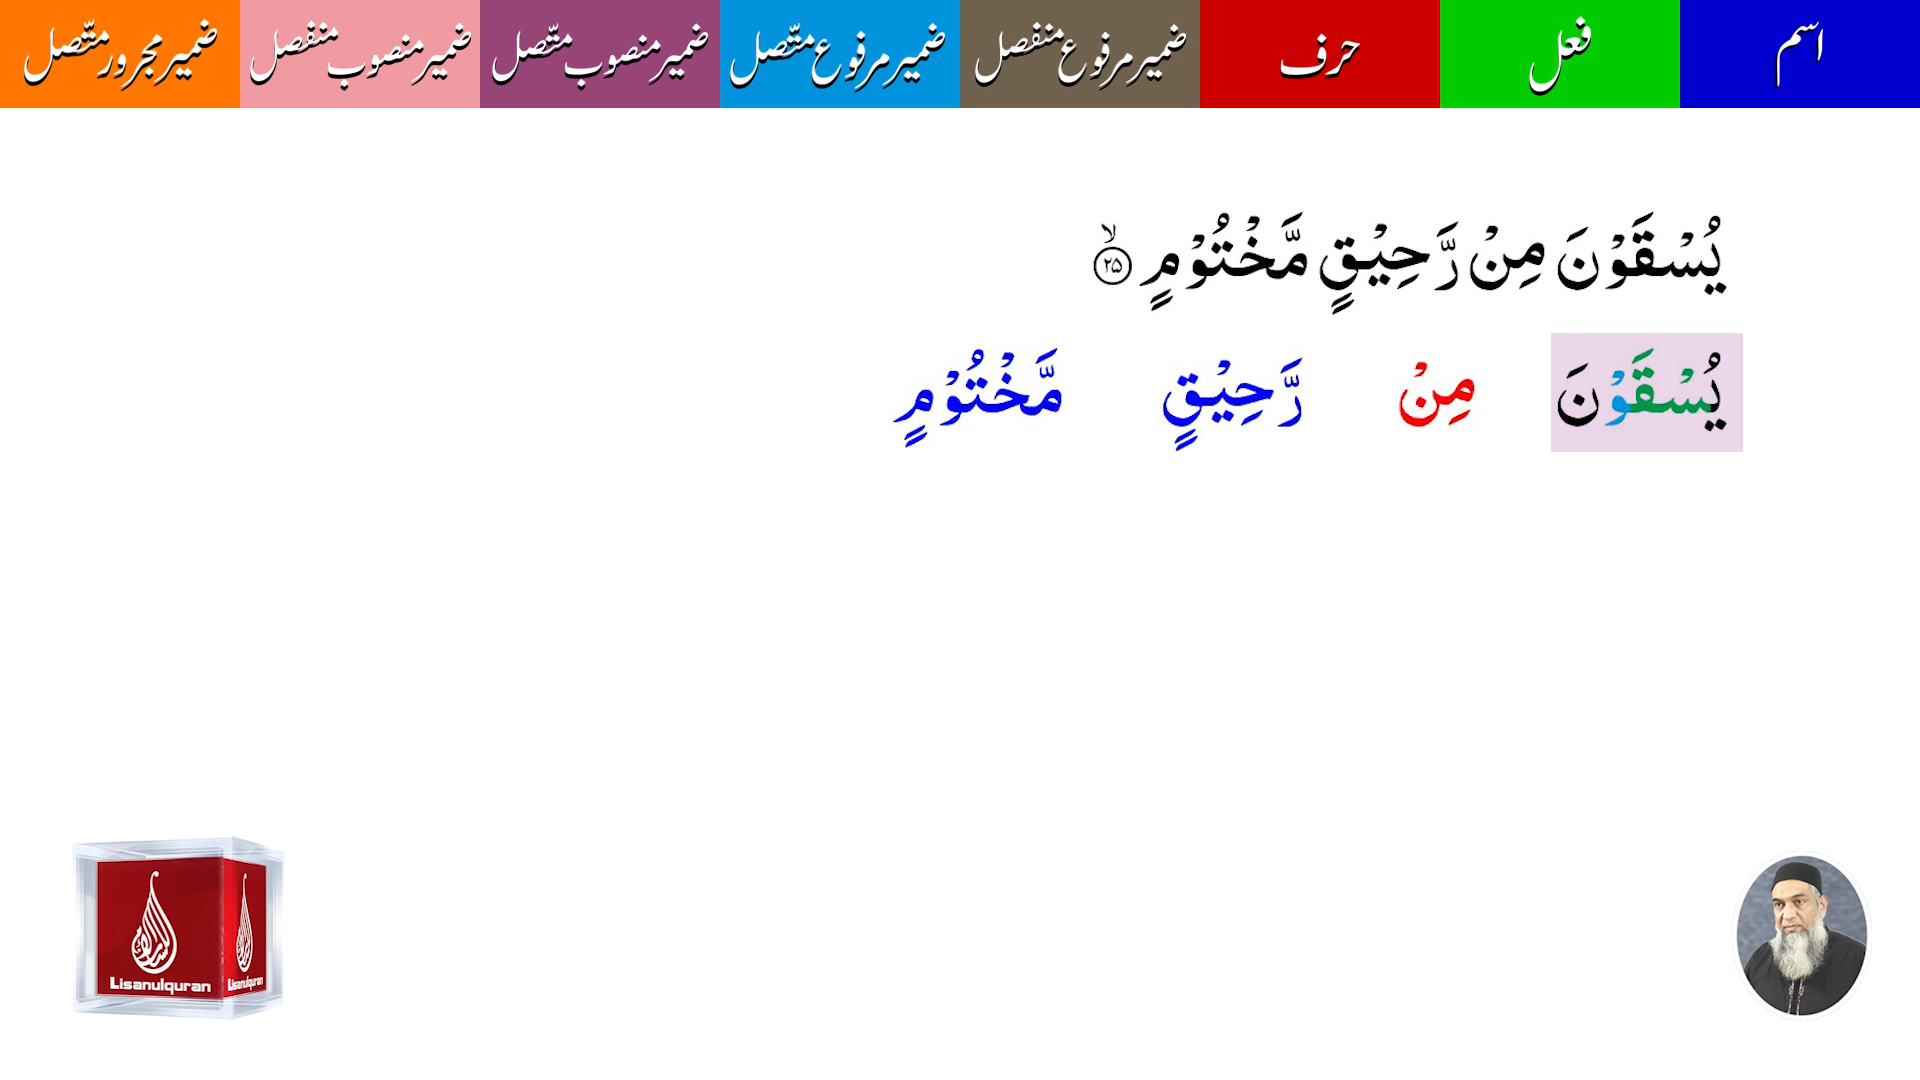 اسم فعل حرف ضمیر مرفوع منفصل ضمیر مرفوع متّصل ضمیر منصوب متّصل ضمیر منصوب منفصل ضمیر مجرور متّصل
يُسْقَوْنَ مِنْ رَّحِيْقٍ مَّخْتُوْمٍ ۙ ﴿۲۵﴾
يُسْقَوْنَ مِنْ رَّحِيْقٍ مَّخْتُوْمٍ
Lisanulquran Lisanulquran